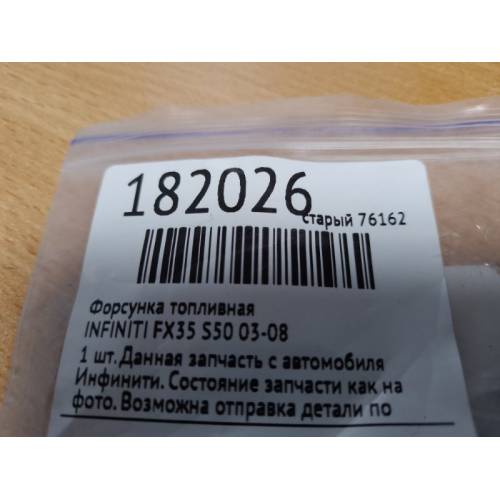 182026
старый 76162
Форсунка топливная
INFINITI FX35 S50 03-08
1 шт. Данная запчасть с автомобиля
Инфинити. Состояние запчасти как на
фото. Возможна отправка детали по